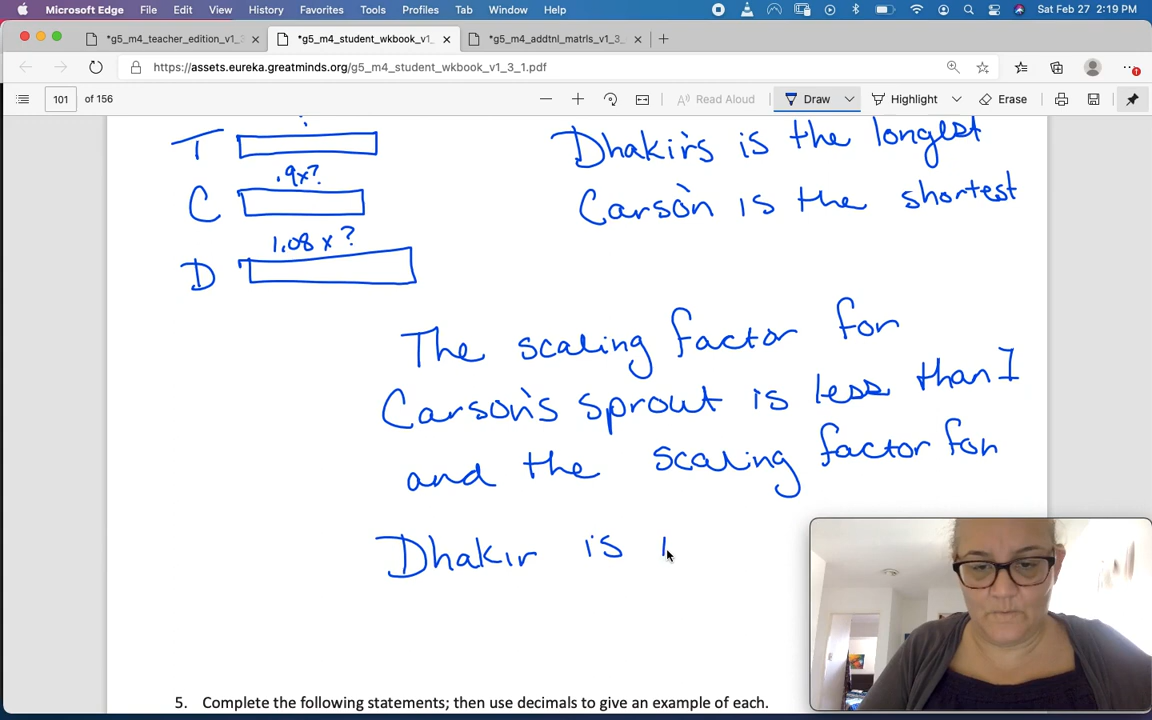 Microsoft Edge File Edit View History Favorites Tools Profiles Tab Window Help Sat Feb 27 2:19 PM
*g5_m4_teacher_edition_v1_3_ *g5_m4_student_wkbook_v1_ *g5_m4_addtnl_matrls_v1_3_
https://assets.eureka.greatminds.org/g5_m4_student_wkbook_v1_3_1.pdf
101 of 156 Read Aloud Draw Highlight Erase
T
Dhakir's is the longest
.9x?
C
Carson is the shortest
1.08 x ?
D
The scaling factor for
Carson's sprout is less than 1
and the scaling factor for
Dhakir is
5. Complete the following statements; then use decimals to give an example of each.